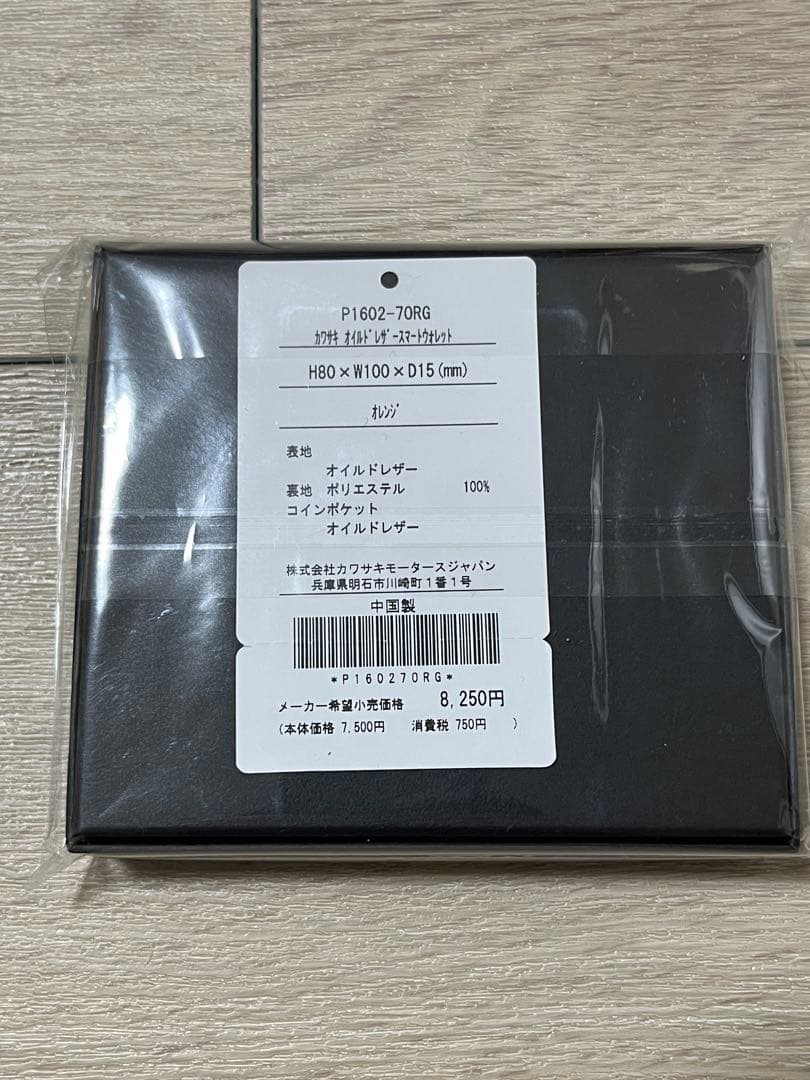 P1602-70RG
ｶﾜｻｷ ｵｲﾙﾄﾞﾚｻﾞｰスマートウォレット
H80×W100×D15(mm)
ｵﾚﾝｼﾞ
表地
オイルドレザー
裏地 ポリエステル 100%
コインポケット
オイルドレザー
株式会社カワサキモータースジャパン
兵庫県明石市川崎町1番1号
中国製
*P160270RG*
メーカー希望小売価格 8,250円
(本体価格 7,500円 消費税 750円 )